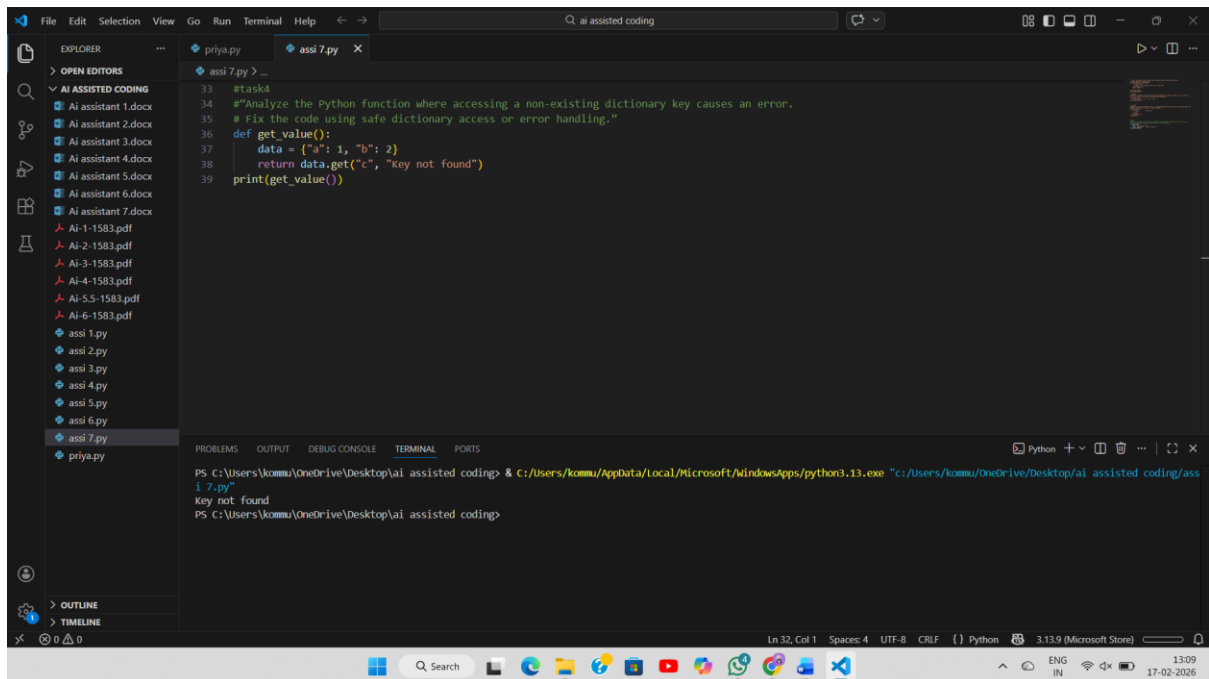 File Edit Selection View Go Run Terminal Help
ai assisted coding
EXPLORER
priya.py
assi 7.py
OPEN EDITORS
assi 7.py > ...
AI ASSISTED CODING
Ai assistant 1.docx
Ai assistant 2.docx
Ai assistant 3.docx
Ai assistant 4.docx
Ai assistant 5.docx
Ai assistant 6.docx
Ai assistant 7.docx
Ai-1-1583.pdf
Ai-2-1583.pdf
Ai-3-1583.pdf
Ai-4-1583.pdf
Ai-5.5-1583.pdf
Ai-6-1583.pdf
assi 1.py
assi 2.py
assi 3.py
assi 4.py
assi 5.py
assi 6.py
assi 7.py
priya.py
OUTLINE
TIMELINE
33 #task4
34 #“Analyze the Python function where accessing a non-existing dictionary key causes an error.
35 # Fix the code using safe dictionary access or error handling.”
36 def get_value():
37 data = {"a": 1, "b": 2}
38 return data.get("c", "Key not found")
39 print(get_value())
PROBLEMS OUTPUT DEBUG CONSOLE TERMINAL PORTS
Python
PS C:\Users\kommu\OneDrive\Desktop\ai assisted coding> & C:/Users/kommu/AppData/Local/Microsoft/WindowsApps/python3.13.exe "c:/Users/kommu/OneDrive/Desktop/ai assisted coding/ass
i 7.py"
Key not found
PS C:\Users\kommu\OneDrive\Desktop\ai assisted coding>
1
0 0
Ln 32, Col 1 Spaces: 4 UTF-8 CRLF {} Python 3.13.9 (Microsoft Store)
Search
4
ENG
IN
13:09
17-02-2026